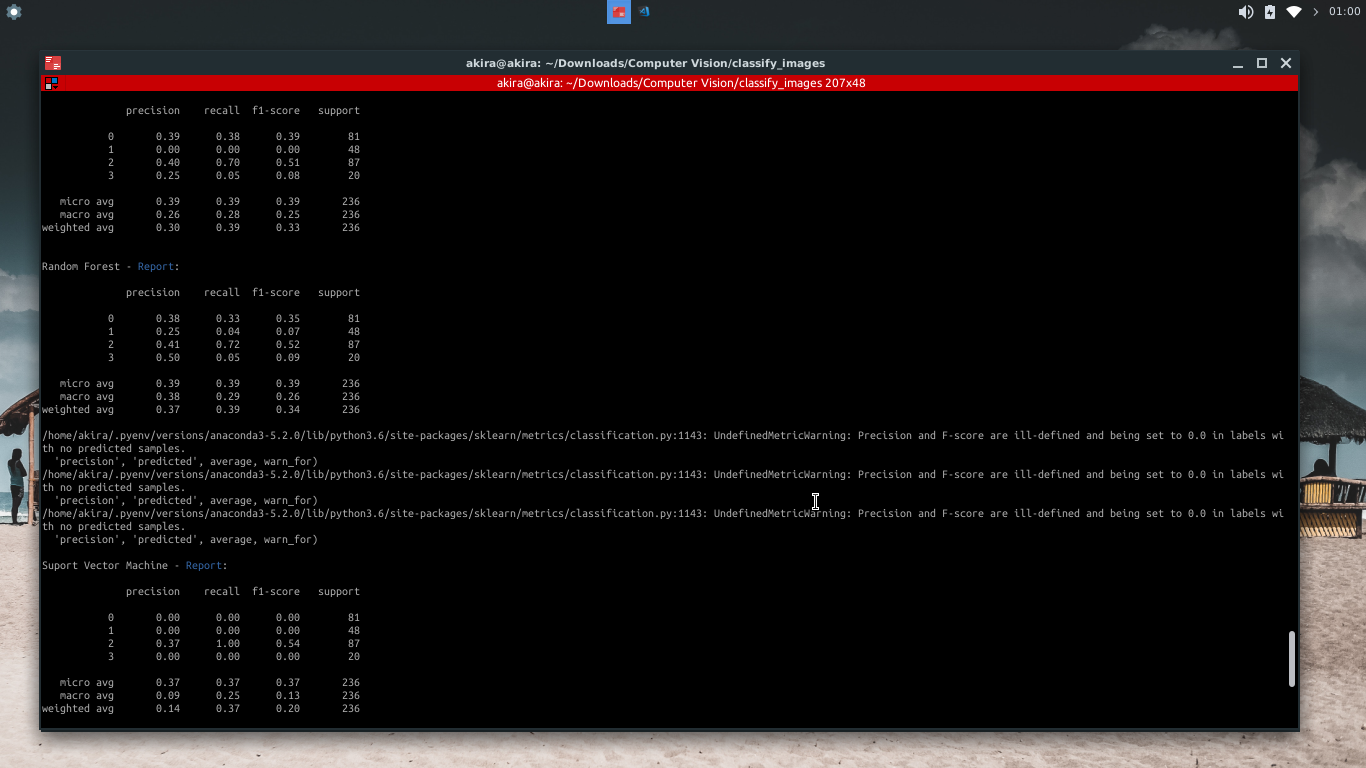 01:00
akira@akira: ~/Downloads/Computer Vision/classify_images
akira@akira: ~/Downloads/Computer Vision/classify_images 207x48
precision recall f1-score support
0 0.39 0.38 0.39 81
1 0.00 0.00 0.00 48
2 0.40 0.70 0.51 87
3 0.25 0.05 0.08 20
micro avg 0.39 0.39 0.39 236
macro avg 0.26 0.28 0.25 236
weighted avg 0.30 0.39 0.33 236
Random Forest - Report:
precision recall f1-score support
0 0.38 0.33 0.35 81
1 0.25 0.04 0.07 48
2 0.41 0.72 0.52 87
3 0.50 0.05 0.09 20
micro avg 0.39 0.39 0.39 236
macro avg 0.38 0.29 0.26 236
weighted avg 0.37 0.39 0.34 236
/home/akira/.pyenv/versions/anaconda3-5.2.0/lib/python3.6/site-packages/sklearn/metrics/classification.py:1143: UndefinedMetricWarning: Precision and F-score are ill-defined and being set to 0.0 in labels wi
th no predicted samples.
'precision', 'predicted', average, warn_for)
/home/akira/.pyenv/versions/anaconda3-5.2.0/lib/python3.6/site-packages/sklearn/metrics/classification.py:1143: UndefinedMetricWarning: Precision and F-score are ill-defined and being set to 0.0 in labels wi
th no predicted samples.
'precision', 'predicted', average, warn_for)
/home/akira/.pyenv/versions/anaconda3-5.2.0/lib/python3.6/site-packages/sklearn/metrics/classification.py:1143: UndefinedMetricWarning: Precision and F-score are ill-defined and being set to 0.0 in labels wi
th no predicted samples.
'precision', 'predicted', average, warn_for)
Suport Vector Machine - Report:
precision recall f1-score support
0 0.00 0.00 0.00 81
1 0.00 0.00 0.00 48
2 0.37 1.00 0.54 87
3 0.00 0.00 0.00 20
micro avg 0.37 0.37 0.37 236
macro avg 0.09 0.25 0.13 236
weighted avg 0.14 0.37 0.20 236